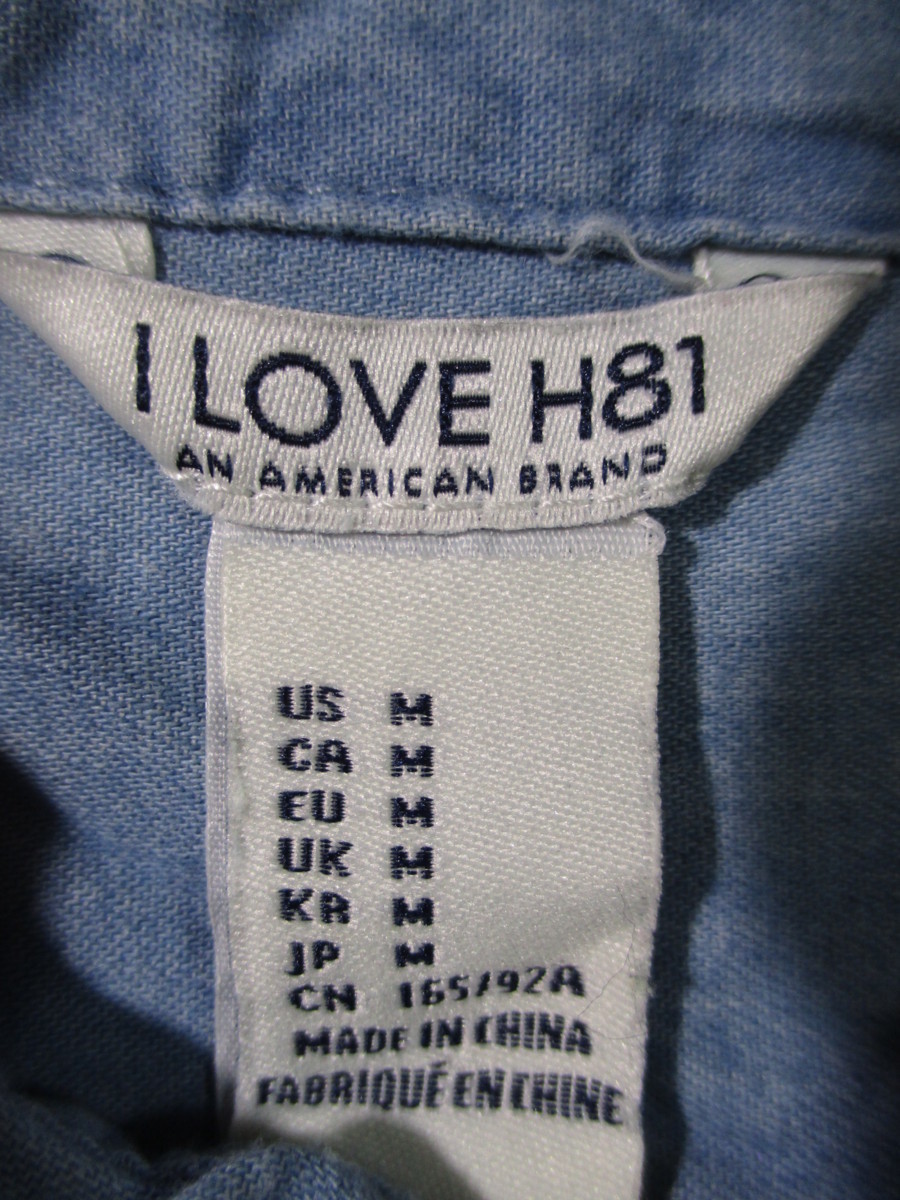 I LOVE H81
AN AMERICAN BRAND
US M
CA M
EU M
UK M
KR M
JP M
CN 165/92A
MADE IN CHINA
FABRIQUÉ EN CHINE